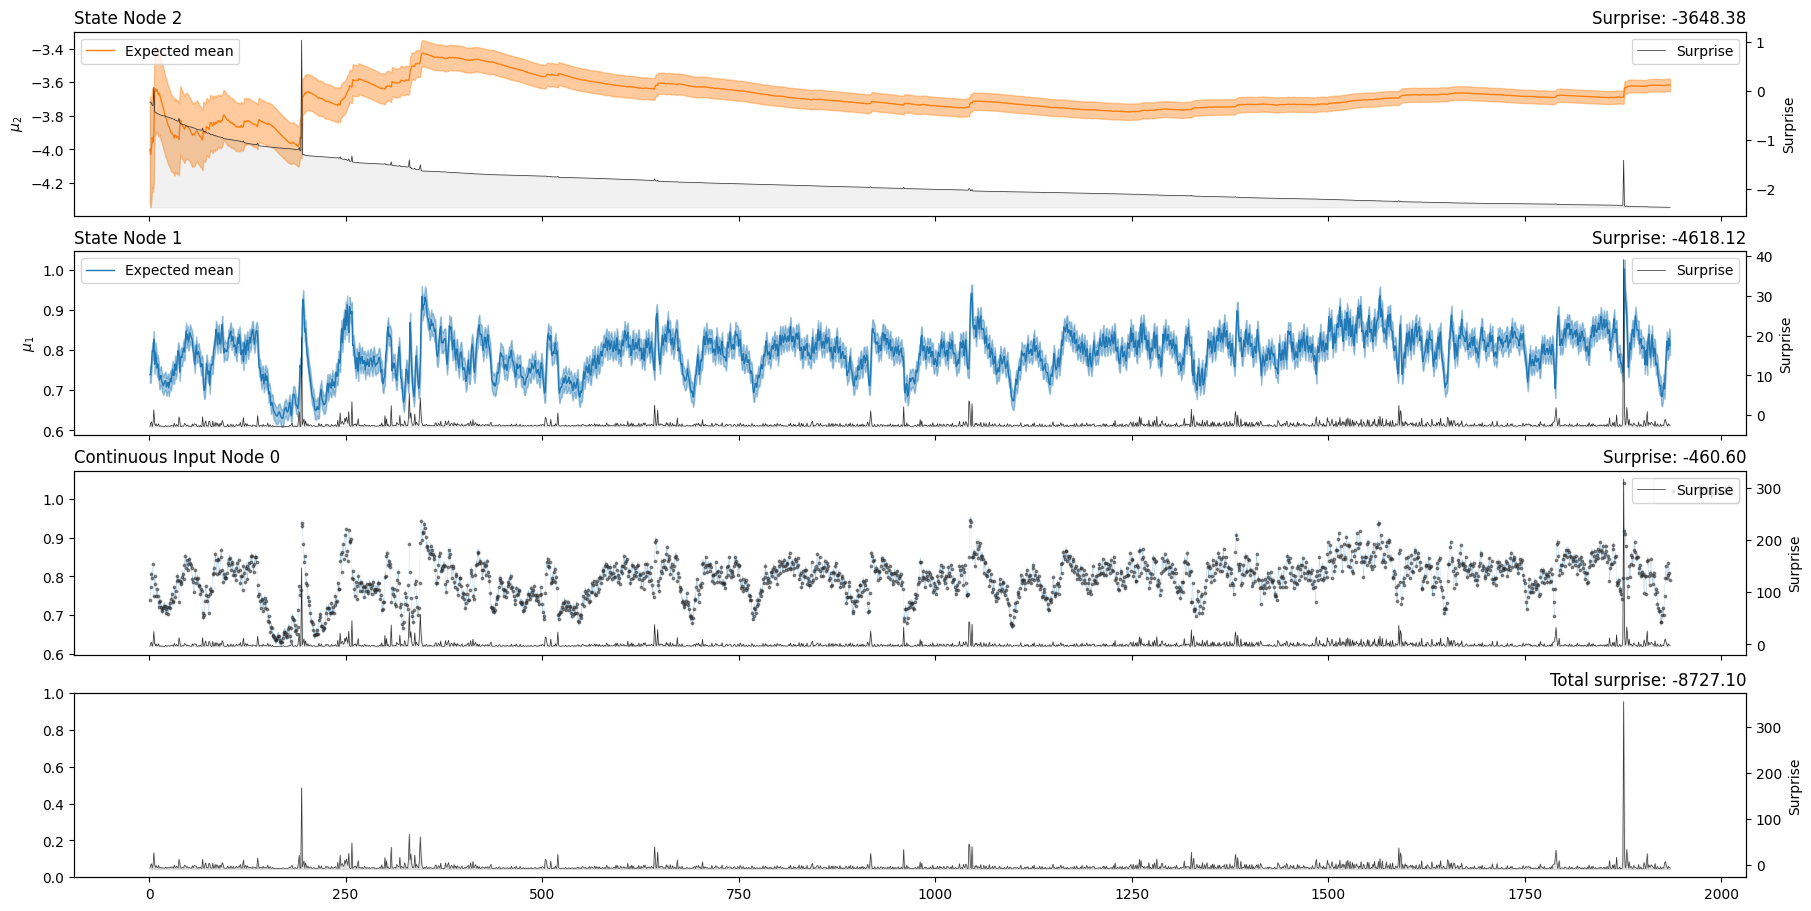 State Node 2
Surprise: -3648.38
Expected mean
Surprise
−3.4
−3.6
−3.8
−4.0
−4.2
μ2
1
0
−1
−2
Surprise
State Node 1
Surprise: -4618.12
Expected mean
Surprise
1.0
0.9
0.8
0.7
0.6
μ1
40
30
20
10
0
Surprise
Continuous Input Node 0
Surprise: -460.60
Surprise
1.0
0.9
0.8
0.7
0.6
300
200
100
0
Surprise
Total surprise: -8727.10
1.0
0.8
0.6
0.4
0.2
0.0
300
200
100
0
Surprise
0 250 500 750 1000 1250 1500 1750 2000